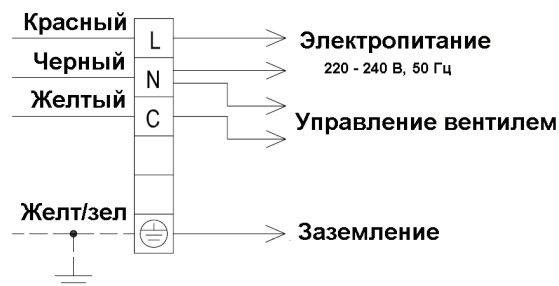 Красный L Электропитание
Черный N 220 - 240 В, 50 Гц
Желтый C Управление вентилем
Желт/зел Заземление